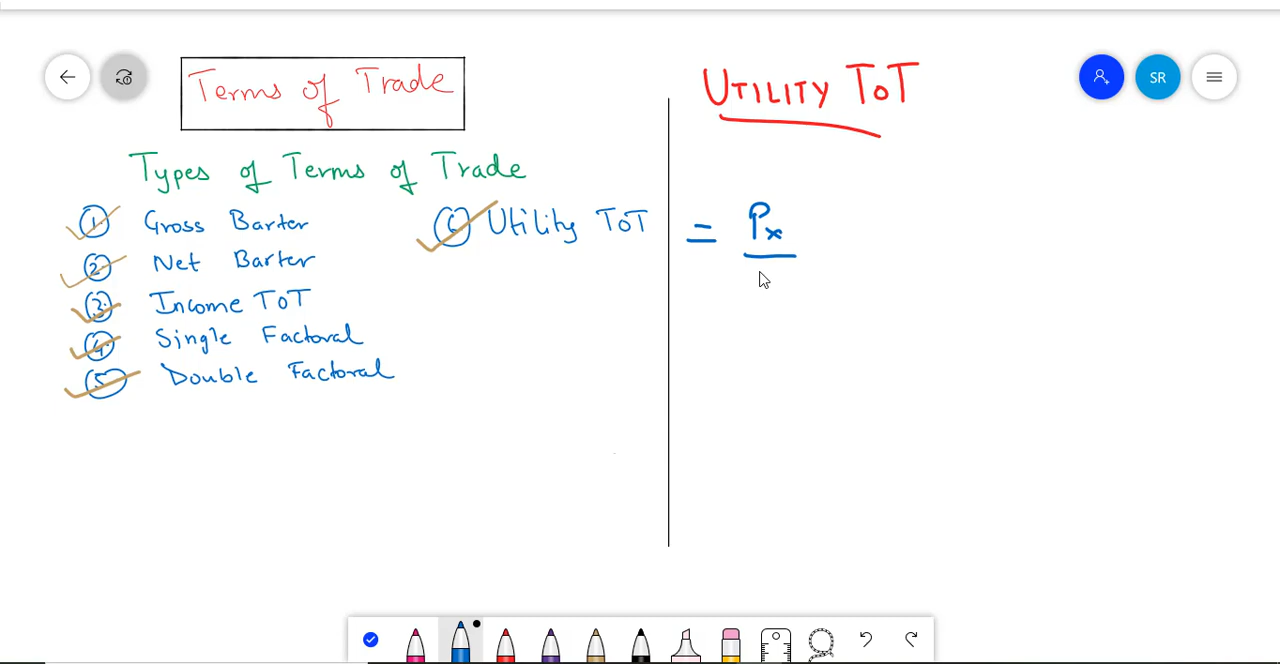 Terms of Trade
Types of Terms of Trade
1 Gross Barter
2 Net Barter
3 Income ToT
4 Single Factoral
5 Double Factoral
6 Utility ToT
UTILITY ToT
= Px
SR